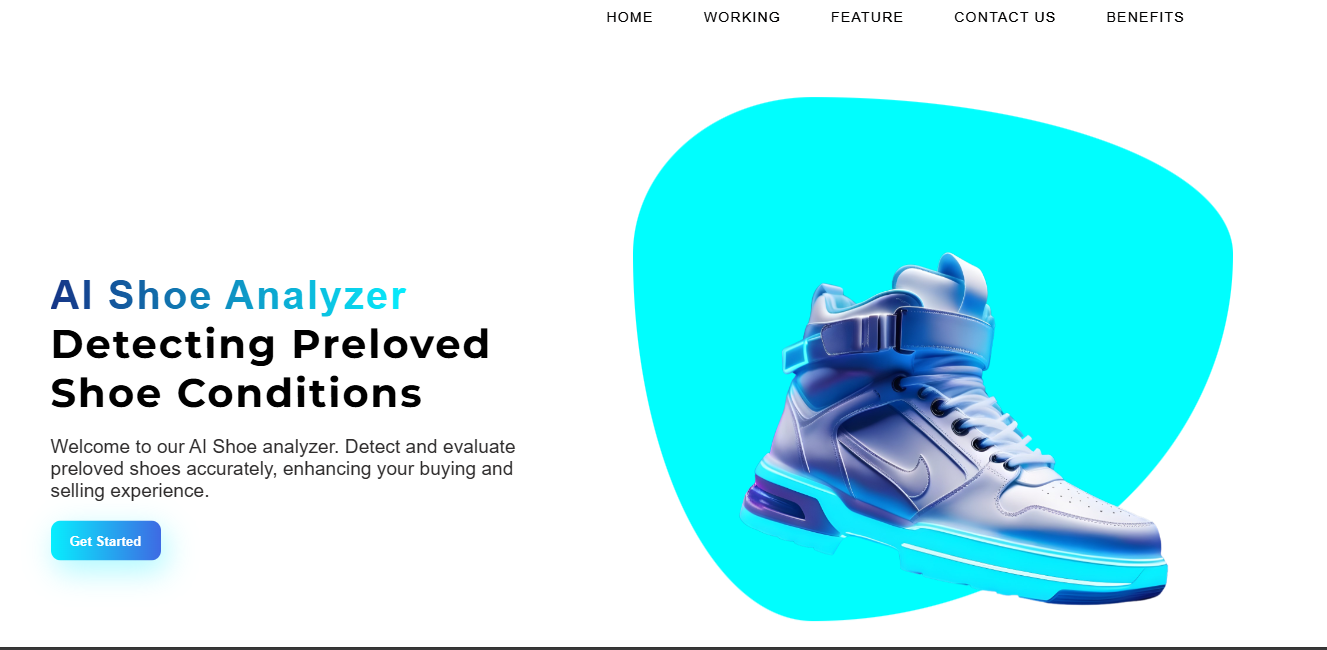 HOME WORKING FEATURE CONTACT US BENEFITS
AI Shoe Analyzer
Detecting Preloved
Shoe Conditions
Welcome to our AI Shoe analyzer. Detect and evaluate
preloved shoes accurately, enhancing your buying and
selling experience.
Get Started